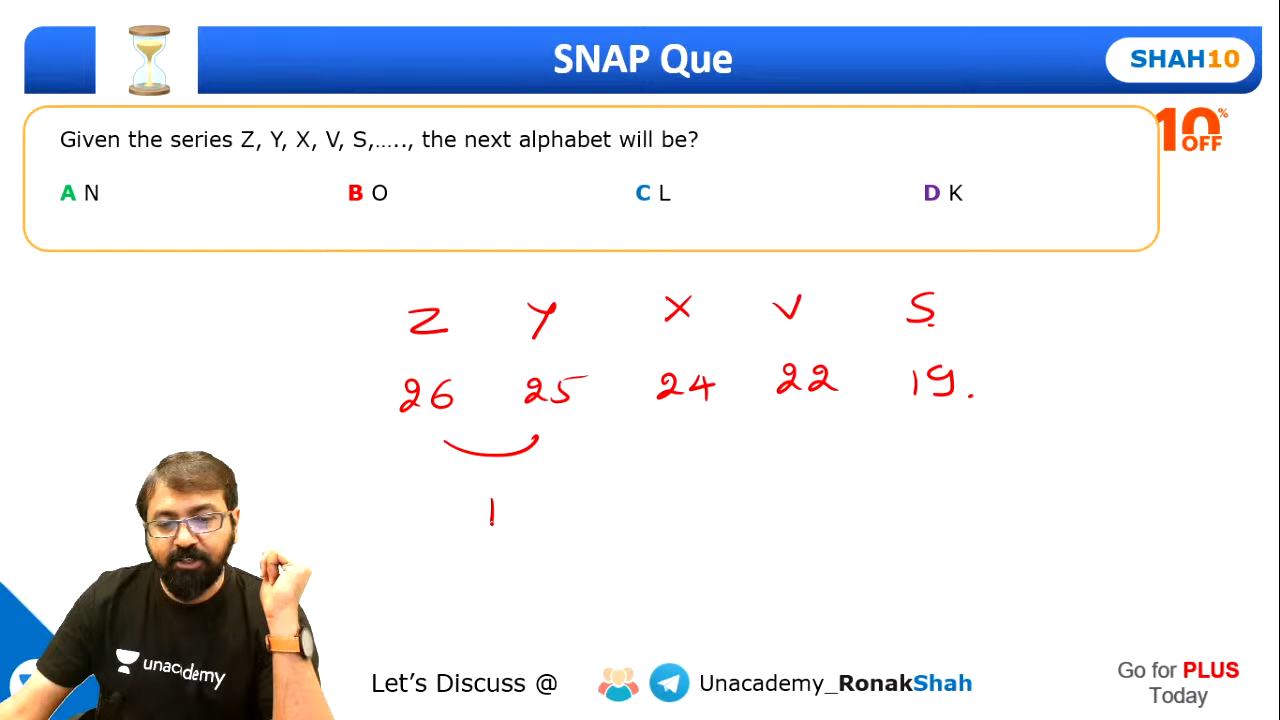 SNAP Que
SHAH10
10% OFF
Given the series Z, Y, X, V, S,....., the next alphabet will be?
A N B O C L D K
Z Y X V S
26 25 24 22 19.
1
unacademy
Let's Discuss @ Unacademy_RonakShah
Go for PLUS
Today